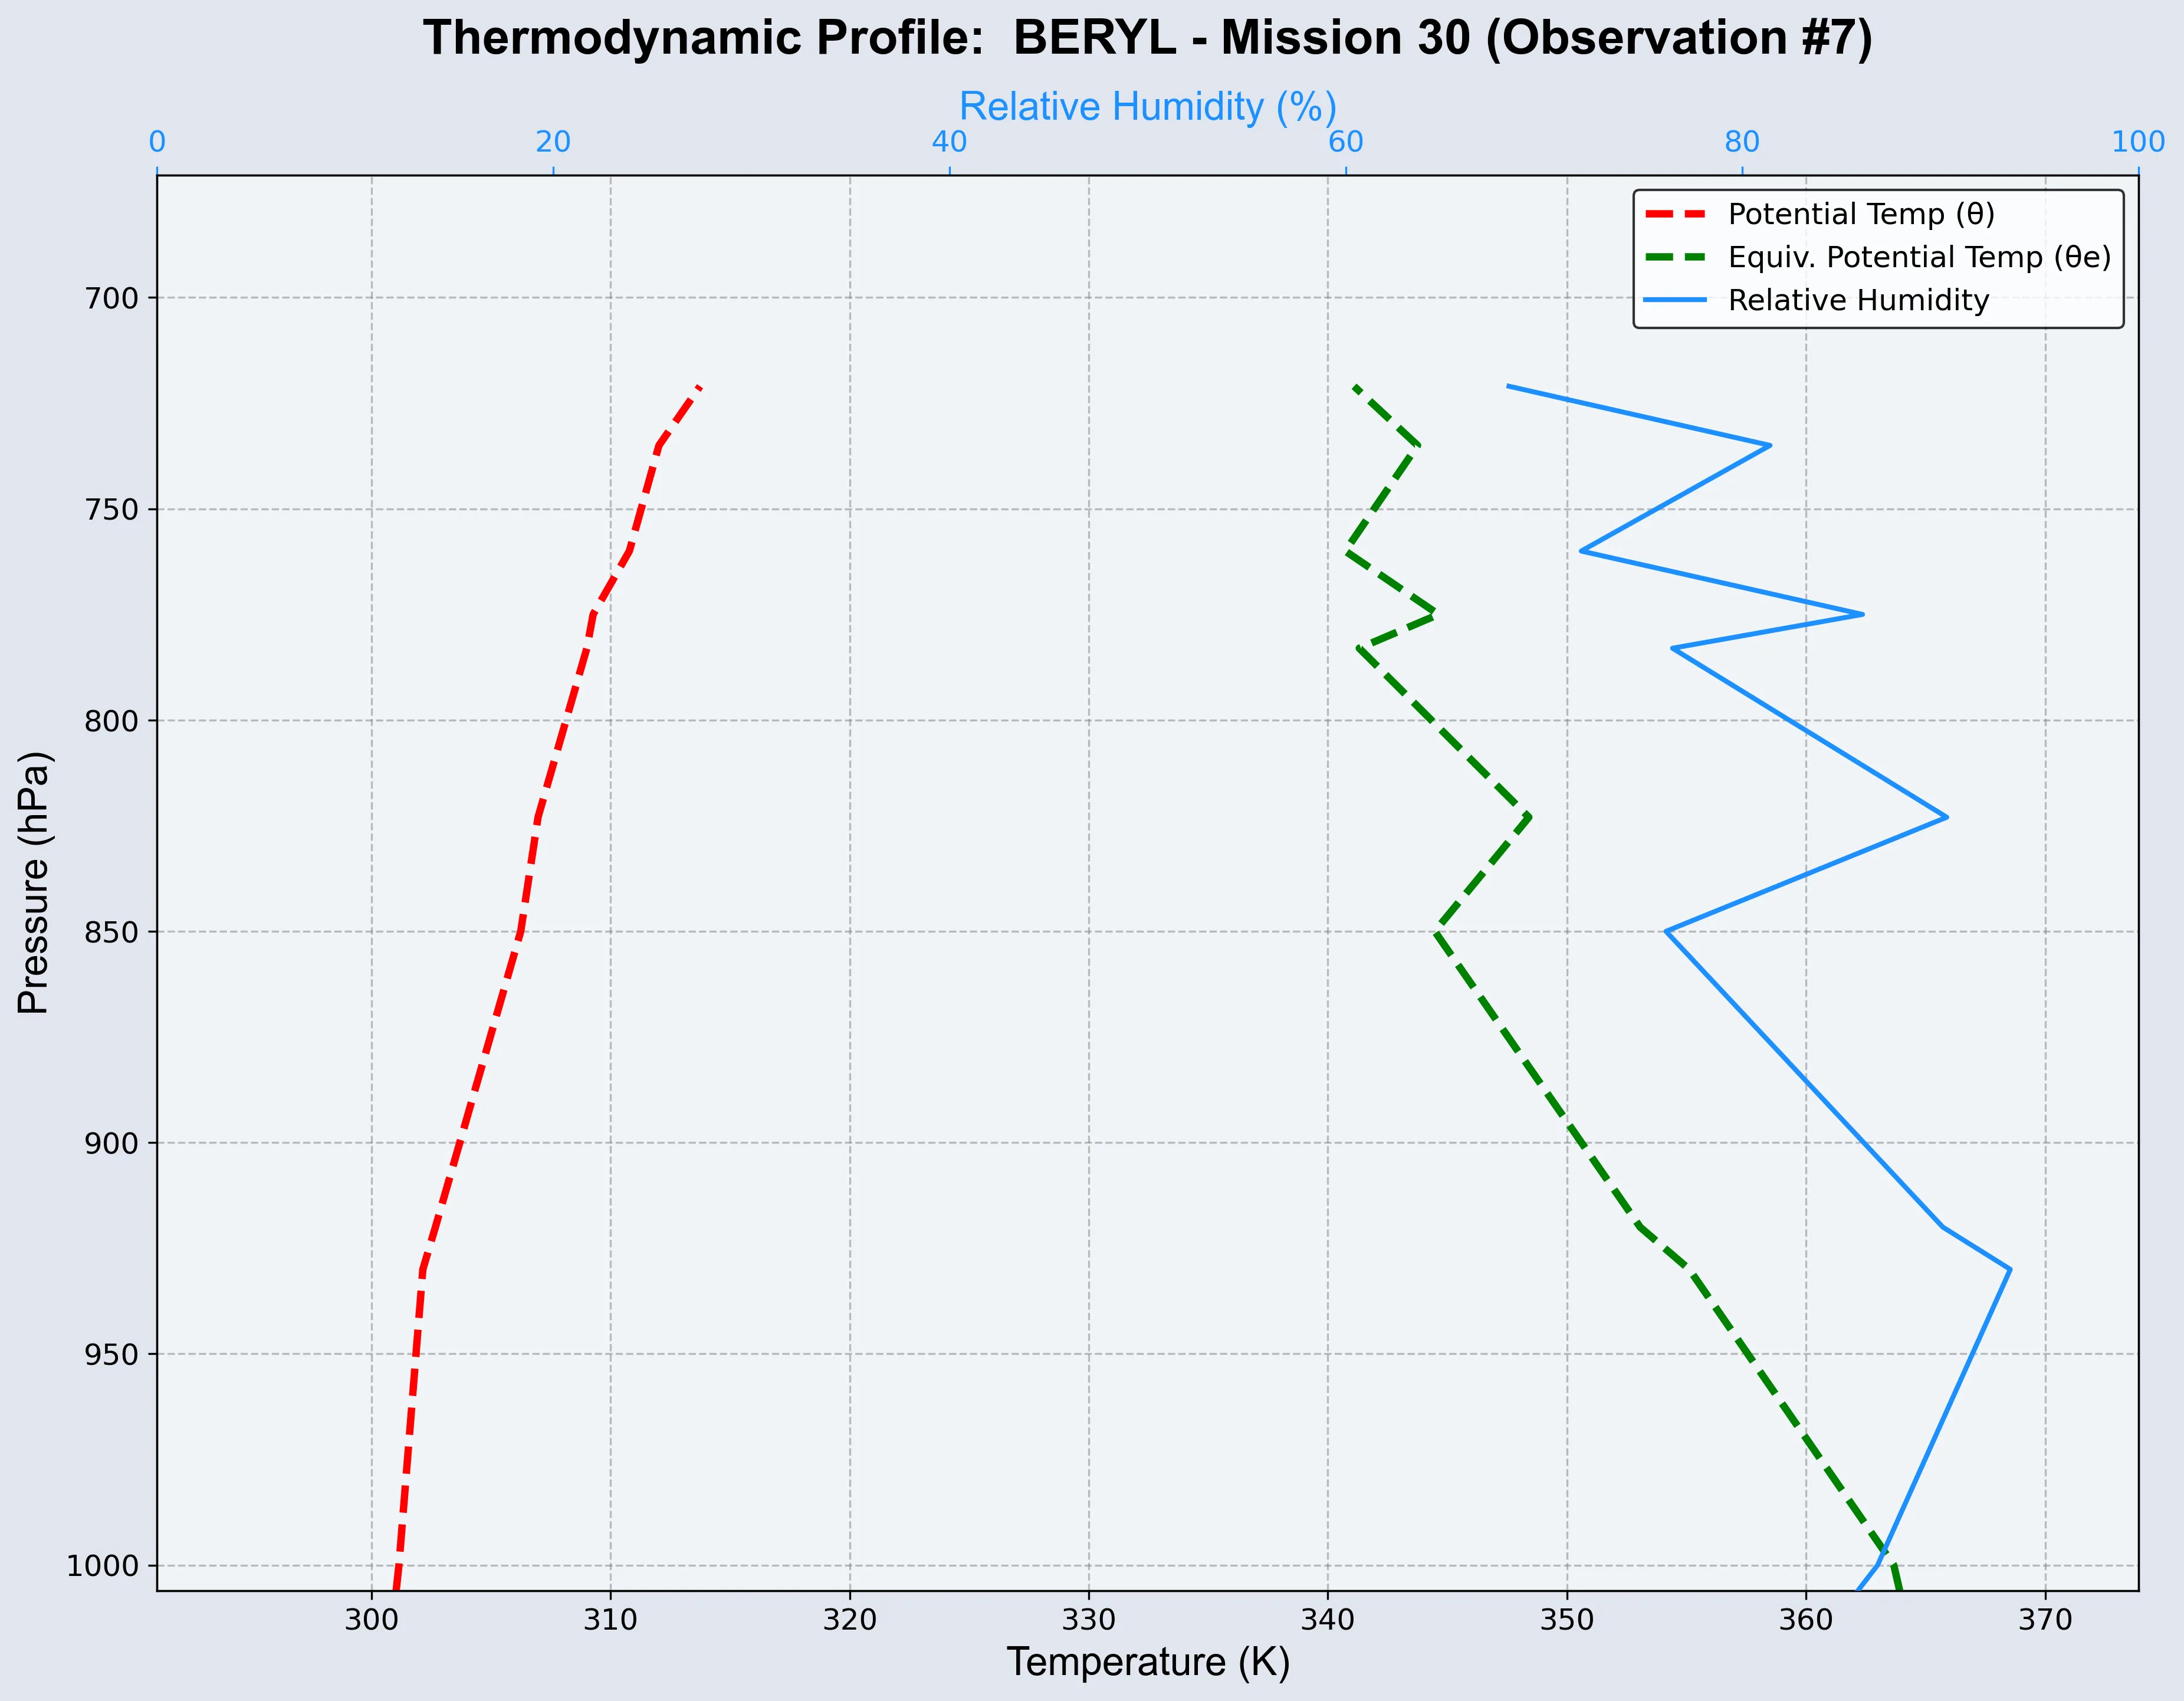 Thermodynamic Profile:  BERYL - Mission 30 (Observation #7)
Relative Humidity (%)
0 20 40 60 80 100
Potential Temp (θ)
Equiv. Potential Temp (θe)
Relative Humidity
Pressure (hPa)
700
750
800
850
900
950
1000
300 310 320 330 340 350 360 370
Temperature (K)